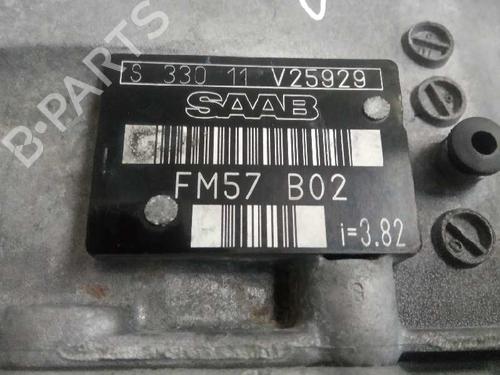 S 330 11 V25929
SAAB
FM57 B02
i=3.82
B-PARTS